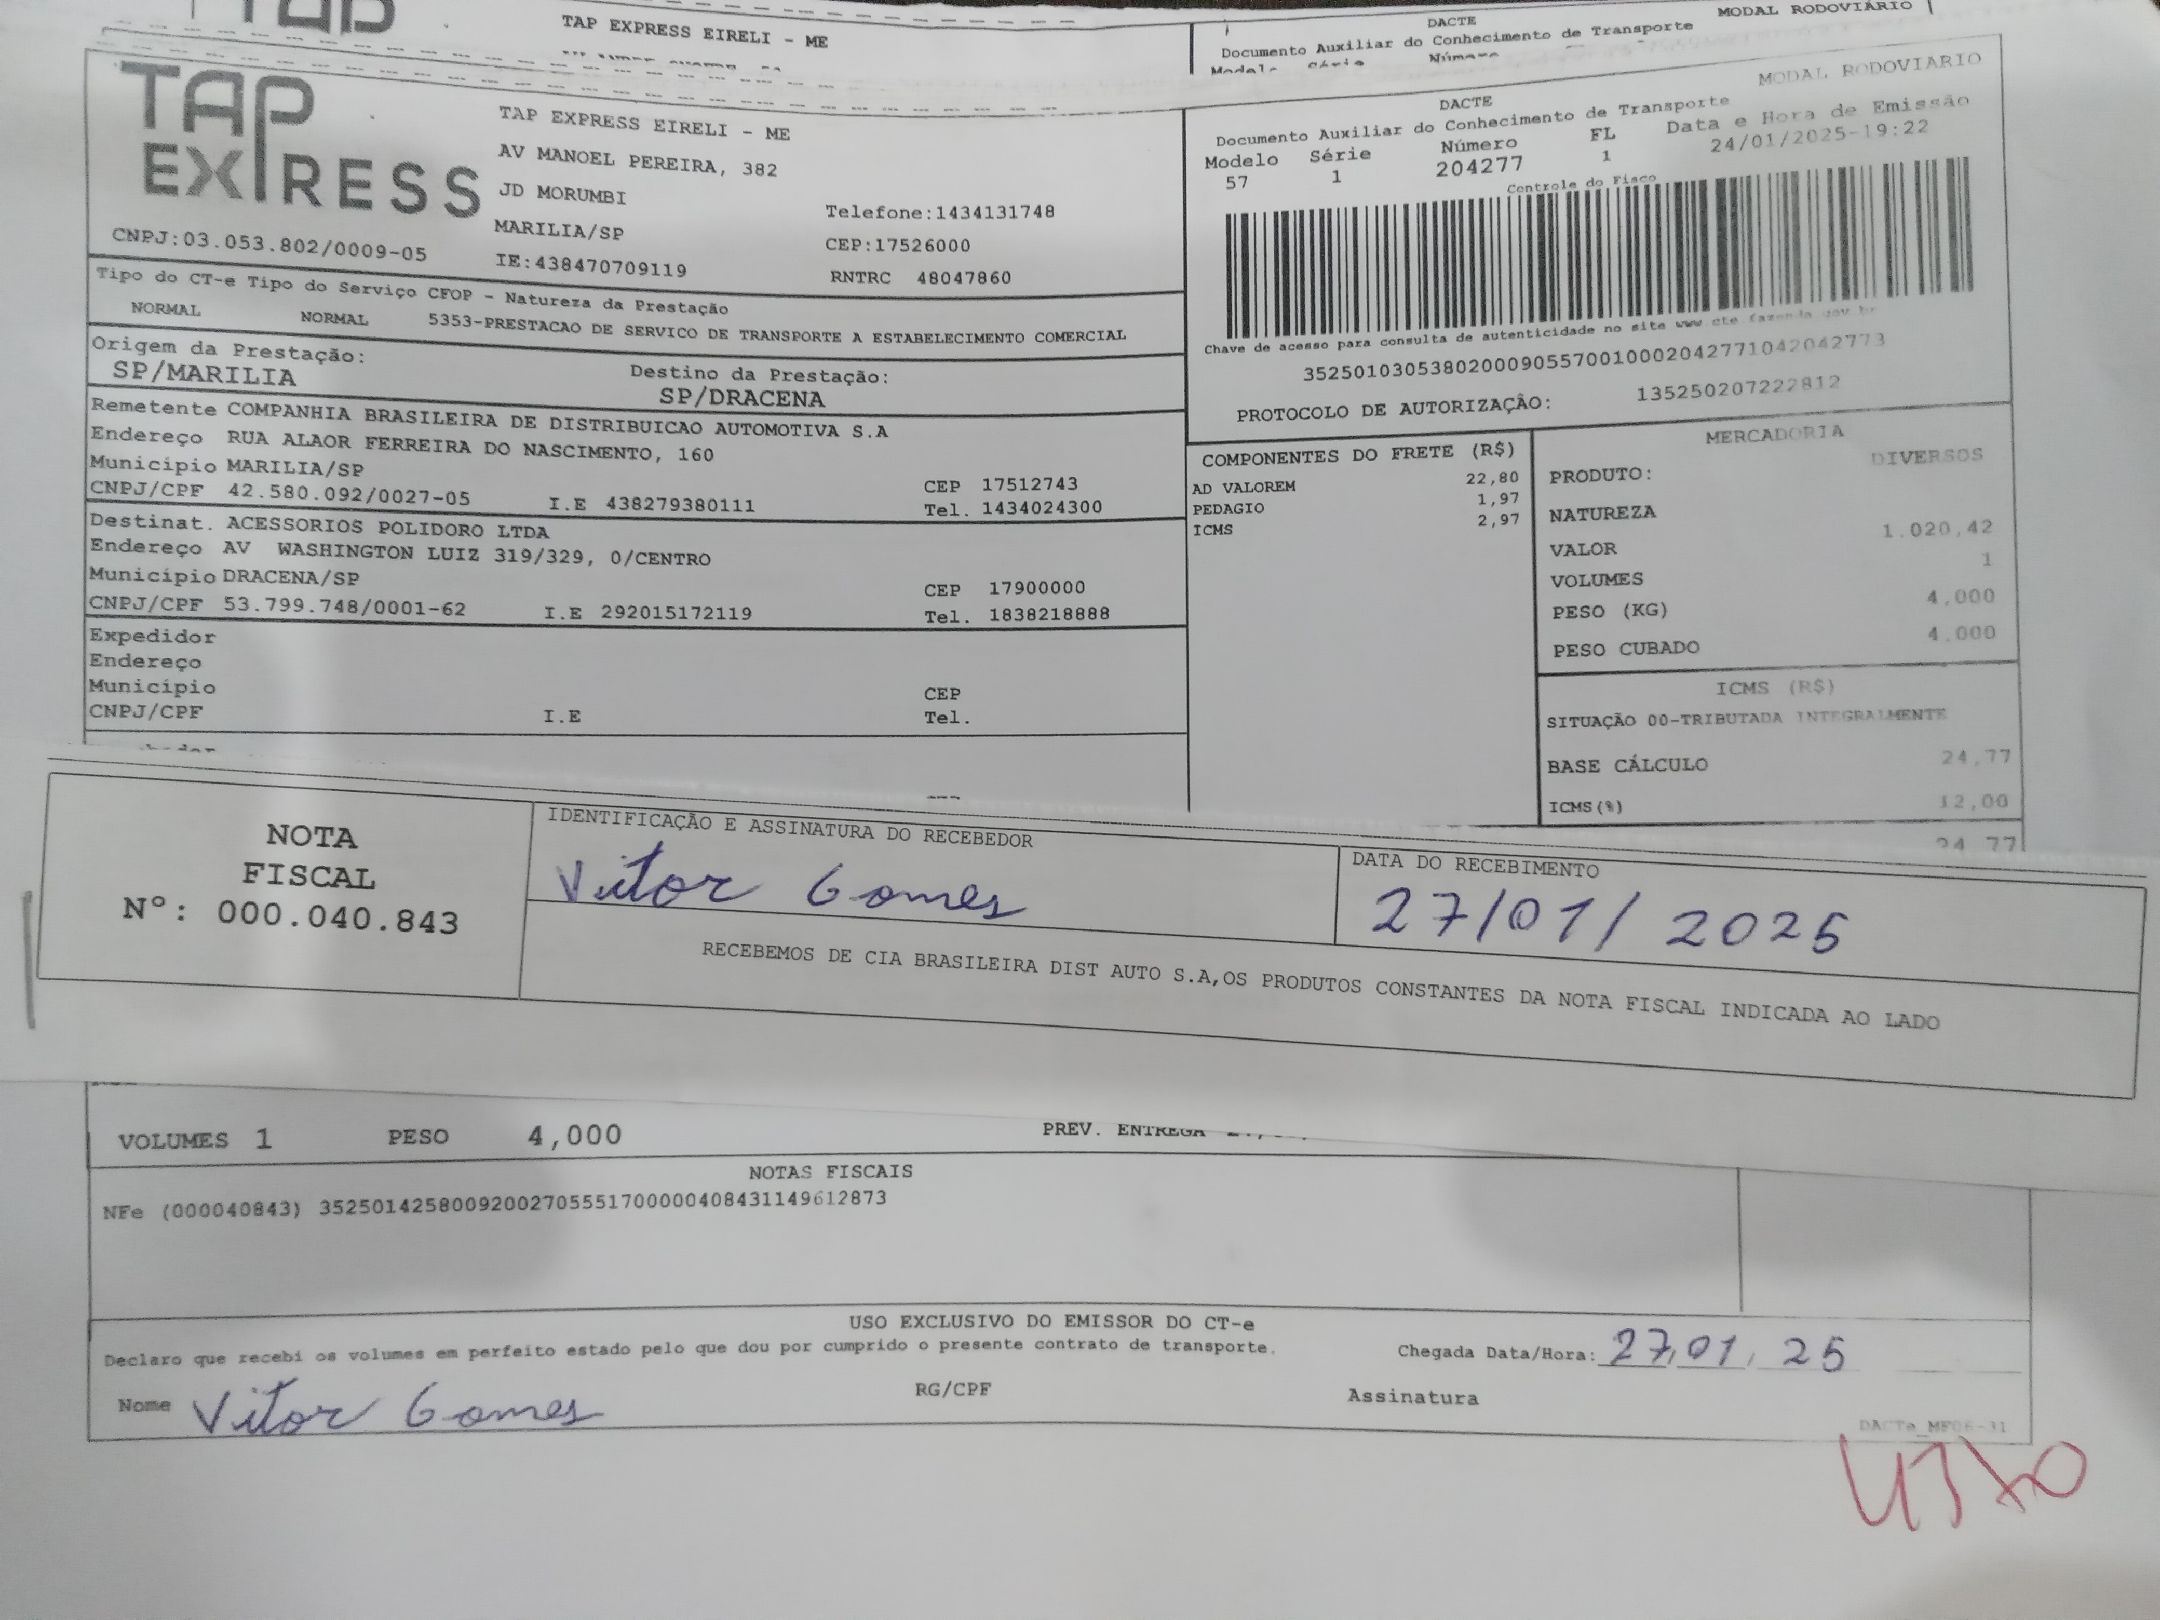 TAP
TAP EXPRESS EIRELI - ME
DACTE
MODAL RODOVIÁRIO
Documento Auxiliar do Conhecimento de Transporte
Modelo Série Número
TAP EXPRESS
TAP EXPRESS EIRELI - ME
AV MANOEL PEREIRA, 382
JD MORUMBI
MARILIA/SP
IE:438470709119
Telefone:1434131748
CEP:17526000
RNTRC 48047860
CNPJ:03.053.802/0009-05
MODAL RODOVIÁRIO
DACTE
Documento Auxiliar do Conhecimento de Transporte
Modelo Série Número FL Data e Hora de Emissão
57 1 204277 1 24/01/2025-19:22
Controle do Fisco
Chave de acesso para consulta de autenticidade no site www.cte.fazenda.gov.br
35250103053802000905570010002042771042042773
PROTOCOLO DE AUTORIZAÇÃO: 135250207222812
Tipo do CT-e Tipo do Serviço CFOP - Natureza da Prestação
NORMAL NORMAL 5353-PRESTACAO DE SERVICO DE TRANSPORTE A ESTABELECIMENTO COMERCIAL
Origem da Prestação: Destino da Prestação:
SP/MARILIA SP/DRACENA
Remetente COMPANHIA BRASILEIRA DE DISTRIBUICAO AUTOMOTIVA S.A
Endereço RUA ALAOR FERREIRA DO NASCIMENTO, 160
Município MARILIA/SP CEP 17512743
CNPJ/CPF 42.580.092/0027-05 I.E 438279380111 Tel. 1434024300
Destinat. ACESSORIOS POLIDORO LTDA
Endereço AV WASHINGTON LUIZ 319/329, 0/CENTRO
Município DRACENA/SP CEP 17900000
CNPJ/CPF 53.799.748/0001-62 I.E 292015172119 Tel. 1838218888
Expedidor
Endereço
Município CEP
CNPJ/CPF I.E Tel.
COMPONENTES DO FRETE (R$)
AD VALOREM 22,80
PEDAGIO 1,97
ICMS 2,97
MERCADORIA
PRODUTO: DIVERSOS
NATUREZA
VALOR 1.020,42
VOLUMES 1
PESO (KG) 4,000
PESO CUBADO 4,000
ICMS (R$)
SITUAÇÃO 00-TRIBUTADA INTEGRALMENTE
BASE CÁLCULO 24,77
ICMS(%) 12,00
24,77
NOTA
FISCAL
Nº: 000.040.843
IDENTIFICAÇÃO E ASSINATURA DO RECEBEDOR
Vitor Gomes
DATA DO RECEBIMENTO
27/01/2025
RECEBEMOS DE CIA BRASILEIRA DIST AUTO S.A,OS PRODUTOS CONSTANTES DA NOTA FISCAL INDICADA AO LADO
VOLUMES 1 PESO 4,000 PREV. ENTREGA
NOTAS FISCAIS
NFe (000040843) 35250142580092002705551700000408431149612873
USO EXCLUSIVO DO EMISSOR DO CT-e
Declaro que recebi os volumes em perfeito estado pelo que dou por cumprido o presente contrato de transporte.
Chegada Data/Hora: 27,01, 25
Nome Vitor Gomes RG/CPF Assinatura